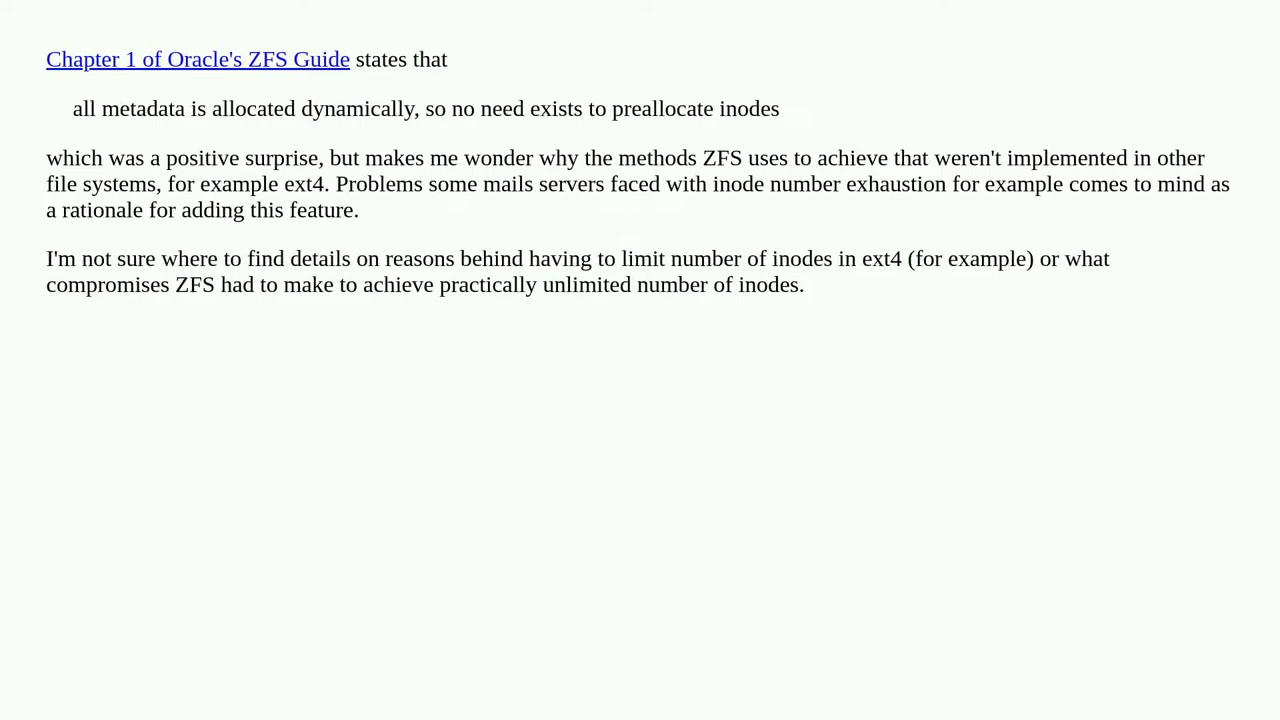 Chapter 1 of Oracle's ZFS Guide states that
all metadata is allocated dynamically, so no need exists to preallocate inodes
which was a positive surprise, but makes me wonder why the methods ZFS uses to achieve that weren't implemented in other
file systems, for example ext4. Problems some mails servers faced with inode number exhaustion for example comes to mind as
a rationale for adding this feature.
I'm not sure where to find details on reasons behind having to limit number of inodes in ext4 (for example) or what
compromises ZFS had to make to achieve practically unlimited number of inodes.